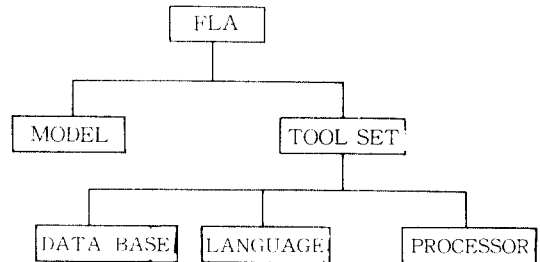 FLA
MODEL
TOOL SET
DATA BASE
LANGUAGE
PROCESSOR